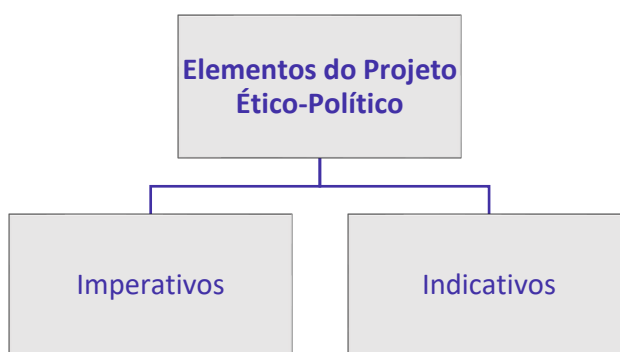 Elementos do Projeto
Ético-Político
Imperativos
Indicativos